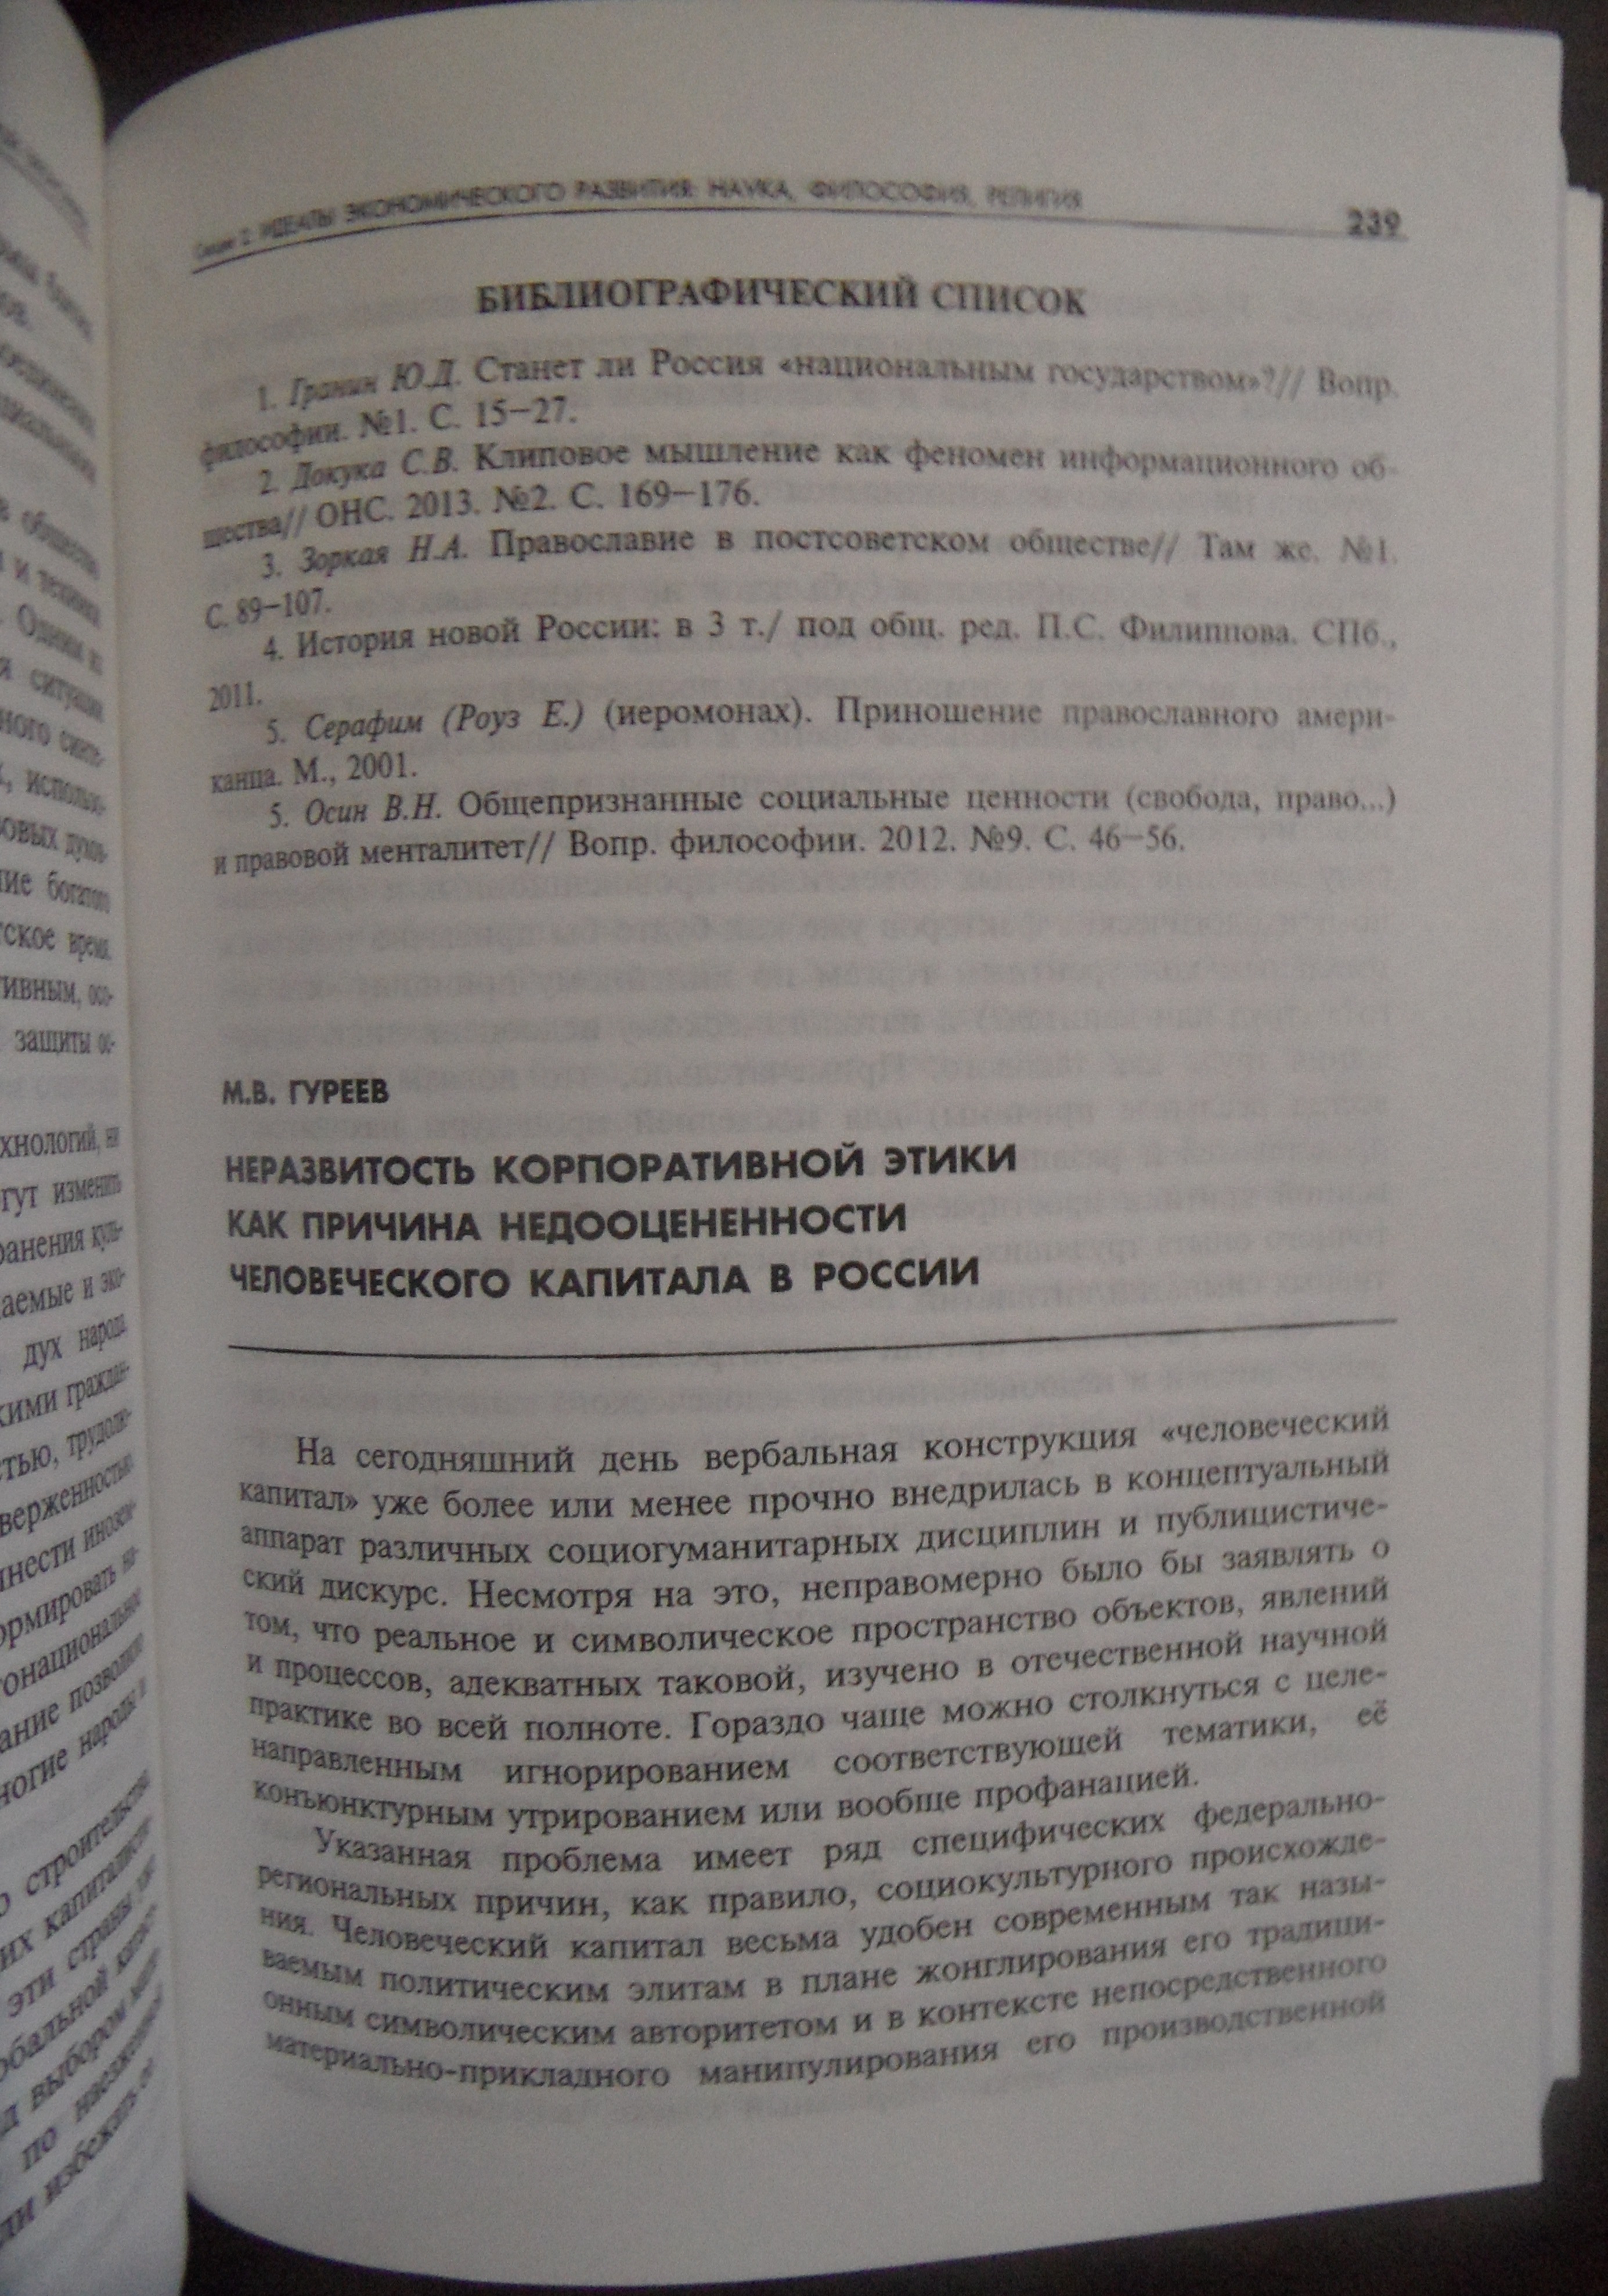 2. ИДЕАЛЫ ЭКОНОМИЧЕСКОГО РАЗВИТИЯ: НАУКА, ФИЛОСОФИЯ, РЕЛИГИЯ
239
БИБЛИОГРАФИЧЕСКИЙ СПИСОК
1. Гранин Ю.Д. Станет ли Россия «национальным государством»?// Вопр.
философии. №1. С. 15–27.
2. Докука С.В. Клиповое мышление как феномен информационного об-
щества// ОНС. 2013. №2. С. 169–176.
3. Зоркая Н.А. Православие в постсоветском обществе// Там же. №1.
С. 89–107.
4. История новой России: в 3 т./ под общ. ред. П.С. Филиппова. СПб.,
2011.
5. Серафим (Роуз Е.) (иеромонах). Приношение православного амери-
канца. М., 2001.
5. Осин В.Н. Общепризнанные социальные ценности (свобода, право...)
и правовой менталитет// Вопр. философии. 2012. №9. С. 46–56.
М.В. ГУРЕЕВ
НЕРАЗВИТОСТЬ КОРПОРАТИВНОЙ ЭТИКИ
КАК ПРИЧИНА НЕДООЦЕНЕННОСТИ
ЧЕЛОВЕЧЕСКОГО КАПИТАЛА В РОССИИ
На сегодняшний день вербальная конструкция «человеческий
капитал» уже более или менее прочно внедрилась в концептуальный
аппарат различных социогуманитарных дисциплин и публицистиче-
ский дискурс. Несмотря на это, неправомерно было бы заявлять о
том, что реальное и символическое пространство объектов, явлений
и процессов, адекватных таковой, изучено в отечественной научной
практике во всей полноте. Гораздо чаще можно столкнуться с целе-
направленным игнорированием соответствующей тематики, её
конъюнктурным утрированием или вообще профанацией.
Указанная проблема имеет ряд специфических федерально-
региональных причин, как правило, социокультурного происхожде-
ния. Человеческий капитал весьма удобен современным так назы-
ваемым политическим элитам в плане жонглирования его традици-
онным символическим авторитетом и в контексте непосредственного
материально-прикладного манипулирования его производственной